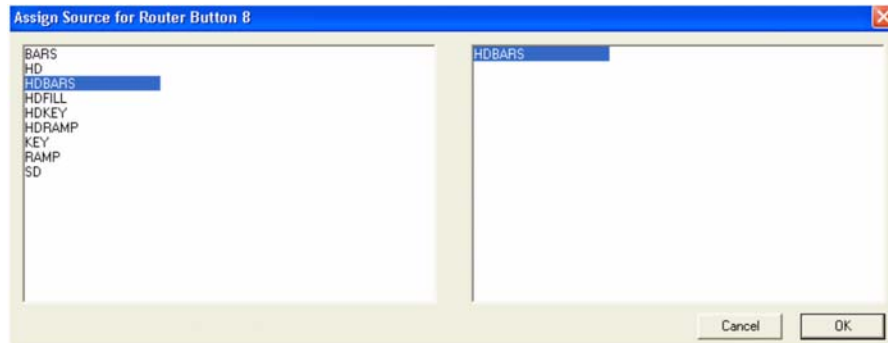 Assign Source for Router Button 8
BARS
HD
HDBARS
HDFILL
HDKEY
HDRAMP
KEY
RAMP
SD
HDBARS
Cancel
OK